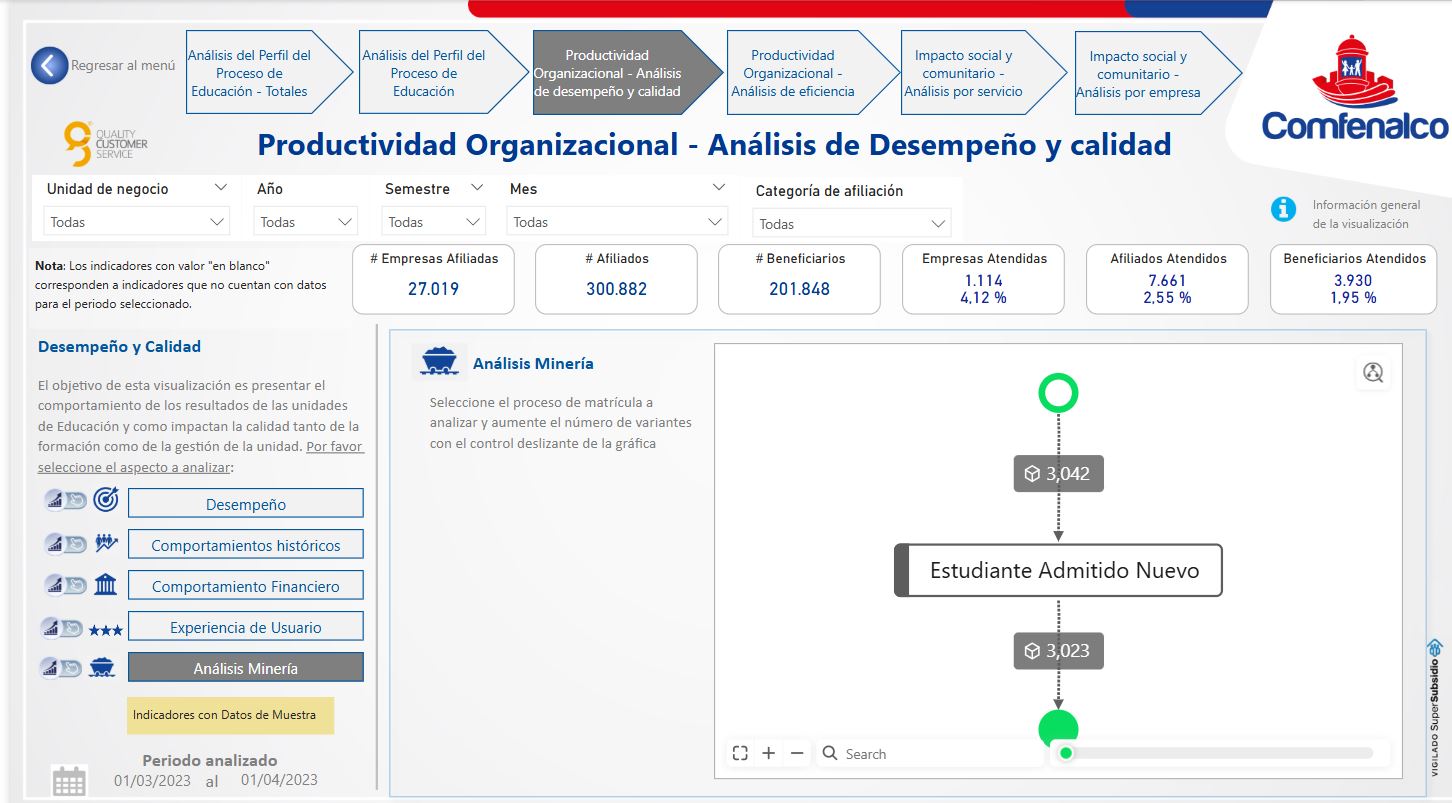 Regresar al menú
Análisis del Perfil del
Proceso de
Educación - Totales
Análisis del Perfil del
Proceso de
Educación
Productividad
Organizacional - Análisis
de desempeño y calidad
Productividad
Organizacional -
Análisis de eficiencia
Impacto social y
comunitario -
Análisis por servicio
Impacto social y
comunitario -
Análisis por empresa
Comfenalco
QUALITY
CUSTOMER
SERVICE
Productividad Organizacional - Análisis de Desempeño y calidad
Unidad de negocio
Todas
Año
Todas
Semestre
Todas
Mes
Todas
Categoría de afiliación
Todas
Información general
de la visualización
Nota: Los indicadores con valor "en blanco"
corresponden a indicadores que no cuentan con datos
para el periodo seleccionado.
# Empresas Afiliadas
27.019
# Afiliados
300.882
# Beneficiarios
201.848
Empresas Atendidas
1.114
4,12 %
Afiliados Atendidos
7.661
2,55 %
Beneficiarios Atendidos
3.930
1,95 %
Desempeño y Calidad
El objetivo de esta visualización es presentar el
comportamiento de los resultados de las unidades
de Educación y como impactan la calidad tanto de la
formación como de la gestión de la unidad. Por favor
seleccione el aspecto a analizar:
Desempeño
Comportamientos históricos
Comportamiento Financiero
Experiencia de Usuario
Análisis Minería
Indicadores con Datos de Muestra
Periodo analizado
01/03/2023 al 01/04/2023
Análisis Minería
Seleccione el proceso de matrícula a
analizar y aumente el número de variantes
con el control deslizante de la gráfica
3,042
Estudiante Admitido Nuevo
3,023
Search
VIGILADO SuperSubsidio